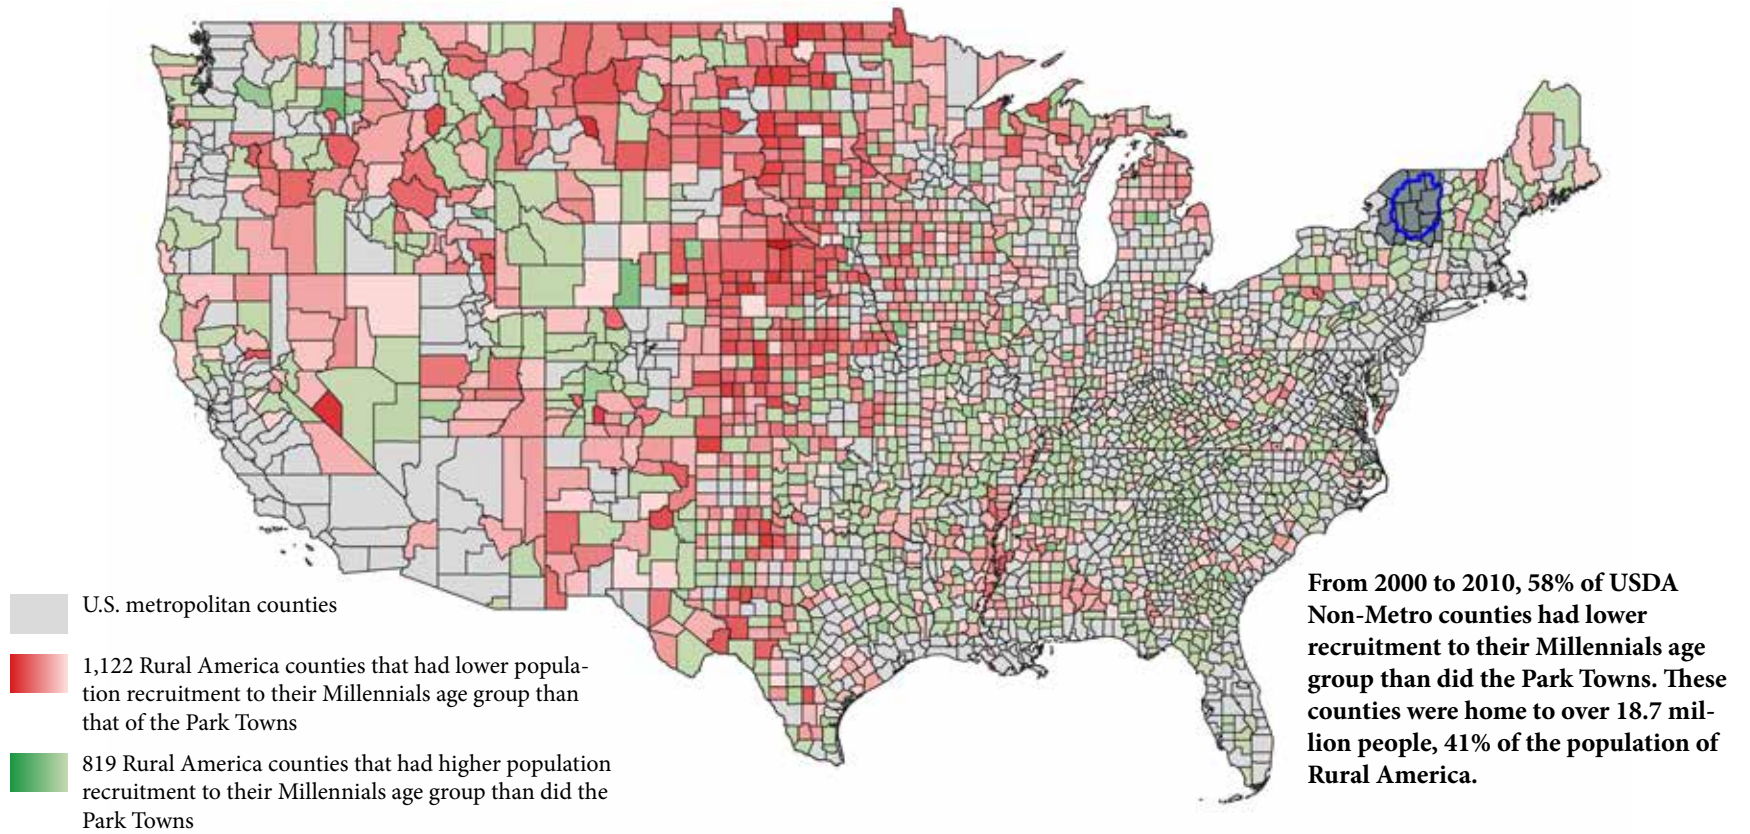 U.S. metropolitan counties
1,122 Rural America counties that had lower popula-
tion recruitment to their Millennials age group than
that of the Park Towns
819 Rural America counties that had higher population
recruitment to their Millennials age group than did the
Park Towns
From 2000 to 2010, 58% of USDA
Non-Metro counties had lower
recruitment to their Millennials age
group than did the Park Towns. These
counties were home to over 18.7 mil-
lion people, 41% of the population of
Rural America.